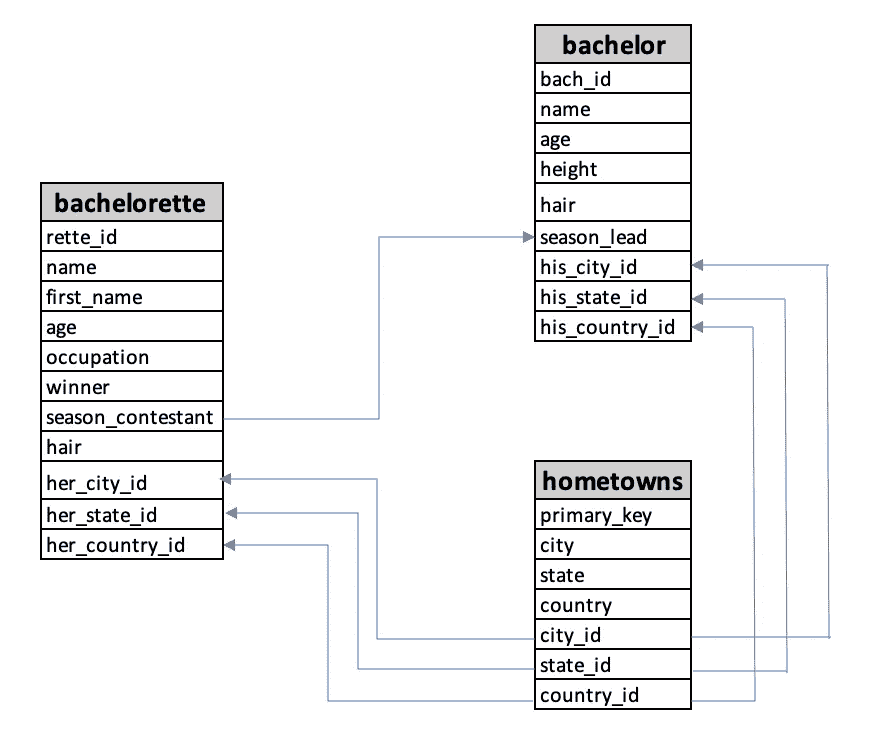 bachelor
bach_id
name
age
height
hair
season_lead
his_city_id
his_state_id
his_country_id
bachelorette
rette_id
name
first_name
age
occupation
winner
season_contestant
hair
her_city_id
her_state_id
her_country_id
hometowns
primary_key
city
state
country
city_id
state_id
country_id